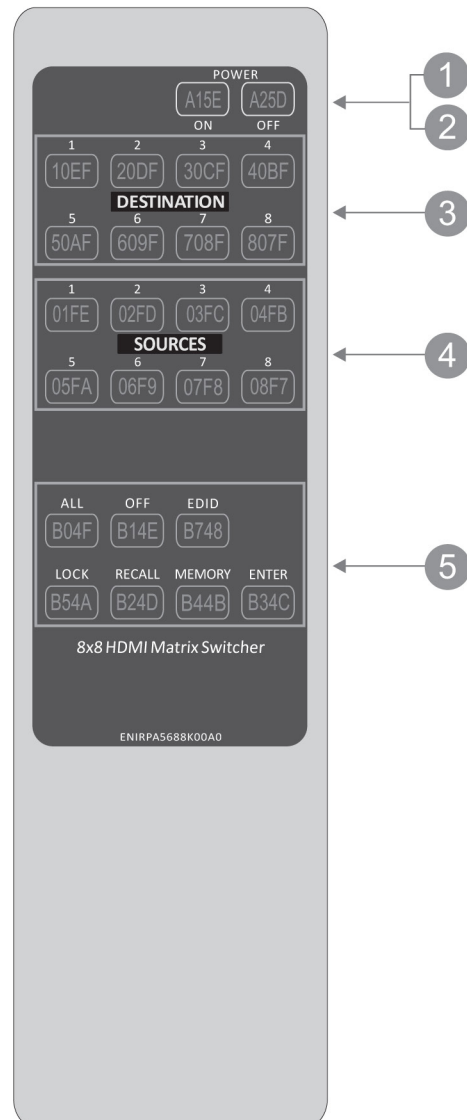 POWER
A15E A25D
ON OFF
1 2 3 4
10EF 20DF 30CF 40BF
DESTINATION
5 6 7 8
50AF 609F 708F 807F
1 2 3 4
01FE 02FD 03FC 04FB
SOURCES
5 6 7 8
05FA 06F9 07F8 08F7
ALL OFF EDID
B04F B14E B748
LOCK RECALL MEMORY ENTER
B54A B24D B44B B34C
8x8 HDMI Matrix Switcher
ENIRPA5688K00A0
1
2
3
4
5